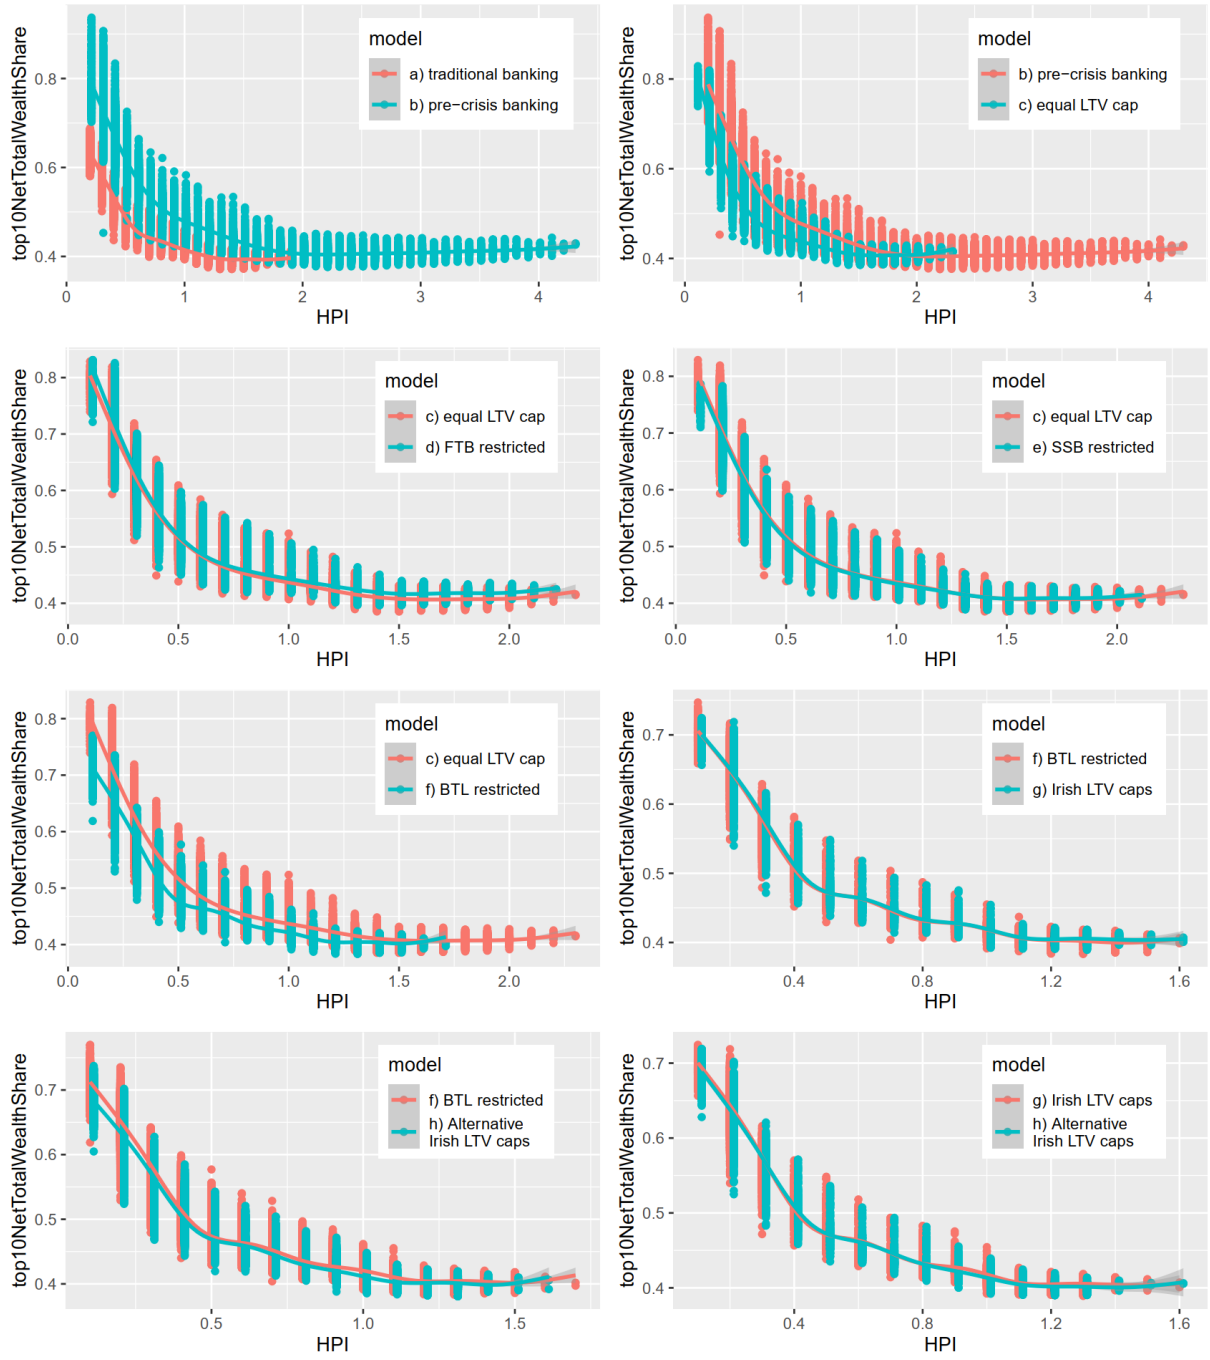 top10NetTotalWealthShare
0.8
0.6
0.4
0
1
2
3
4
HPI
model
a) traditional banking
b) pre−crisis banking
top10NetTotalWealthShare
0.8
0.6
0.4
0
1
2
3
4
HPI
model
b) pre−crisis banking
c) equal LTV cap
top10NetTotalWealthShare
0.8
0.7
0.6
0.5
0.4
0.0
0.5
1.0
1.5
2.0
HPI
model
c) equal LTV cap
d) FTB restricted
top10NetTotalWealthShare
0.8
0.7
0.6
0.5
0.4
0.0
0.5
1.0
1.5
2.0
HPI
model
c) equal LTV cap
e) SSB restricted
top10NetTotalWealthShare
0.8
0.7
0.6
0.5
0.4
0.0
0.5
1.0
1.5
2.0
HPI
model
c) equal LTV cap
f) BTL restricted
top10NetTotalWealthShare
0.7
0.6
0.5
0.4
0.4
0.8
1.2
1.6
HPI
model
f) BTL restricted
g) Irish LTV caps
top10NetTotalWealthShare
0.7
0.6
0.5
0.4
0.5
1.0
1.5
HPI
model
f) BTL restricted
h) Alternative
Irish LTV caps
top10NetTotalWealthShare
0.7
0.6
0.5
0.4
0.4
0.8
1.2
1.6
HPI
model
g) Irish LTV caps
h) Alternative
Irish LTV caps